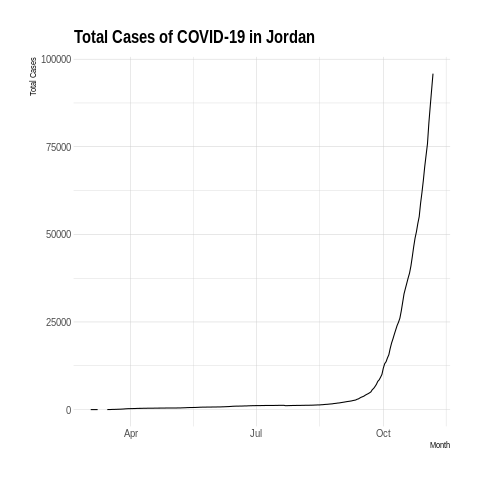 Total Cases of COVID-19 in Jordan
Total Cases
100000
75000
50000
25000
0
Apr
Jul
Oct
Month